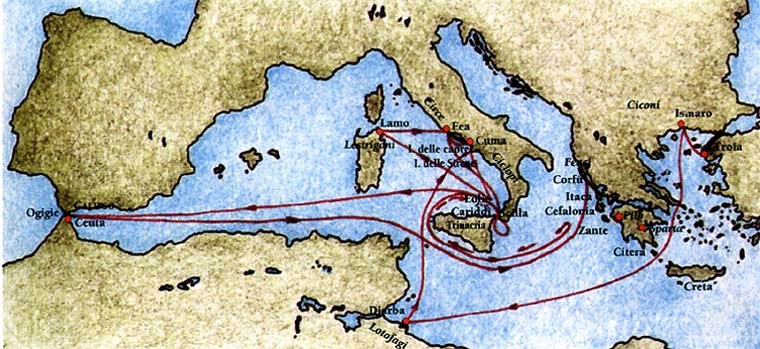 Ciconi
Ismaro
Troia
Circe
Lamo
Eea
Cuma
Lestrigoni
I. delle capre
I. delle Sirene
Ciclopi
Feaci
Corfù
Itaca
Cefalonia
Pilo
Sparta
Zante
Citera
Creta
Eolie
Cariddi
Scilla
Trinacria
Ogigie
Calipso
Ceuta
Djerba
Lotofagi